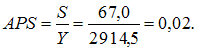 APS = S/Y = 67,0/2914,5 = 0,02.